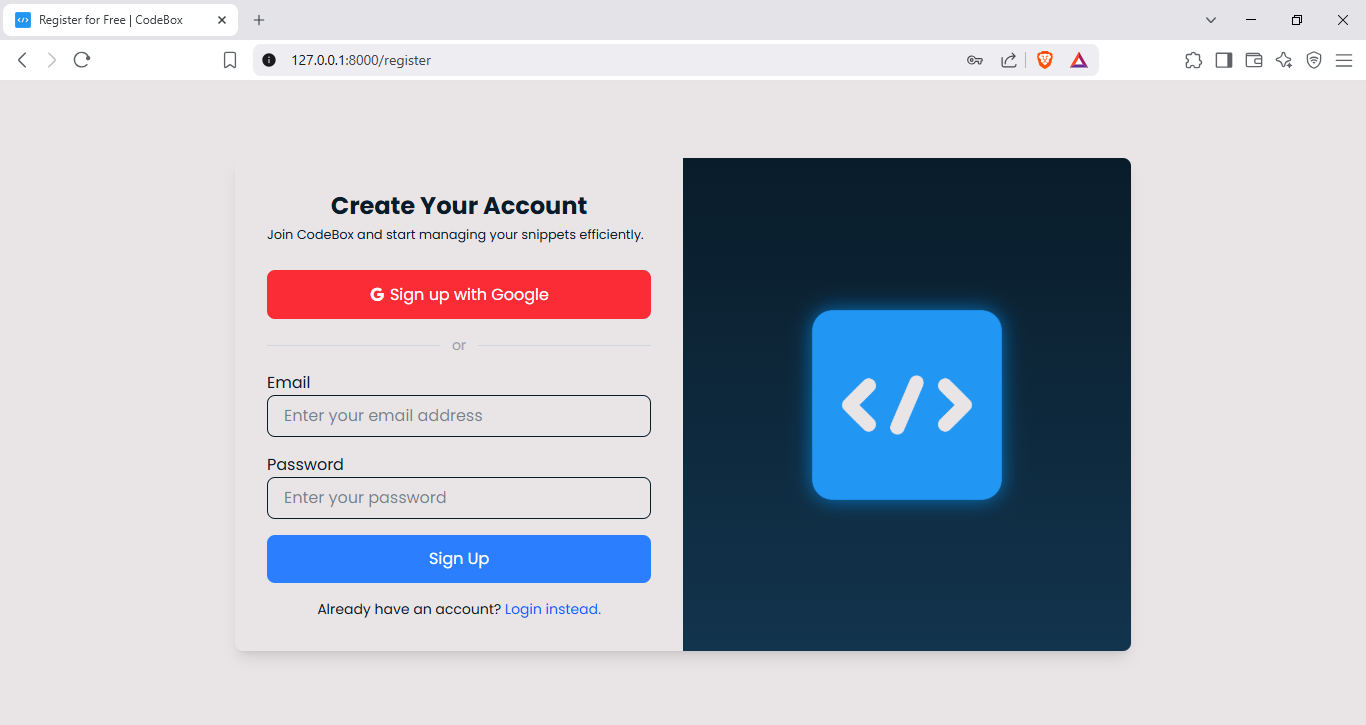 Register for Free | CodeBox
127.0.0.1:8000/register
Create Your Account
Join CodeBox and start managing your snippets efficiently.
G Sign up with Google
or
Email
Enter your email address
Password
Enter your password
Sign Up
Already have an account? Login instead.